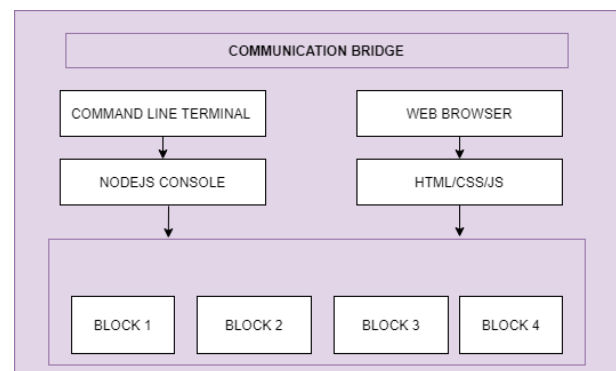 COMMUNICATION BRIDGE
COMMAND LINE TERMINAL
WEB BROWSER
NODEJS CONSOLE
HTML/CSS/JS
BLOCK 1
BLOCK 2
BLOCK 3
BLOCK 4